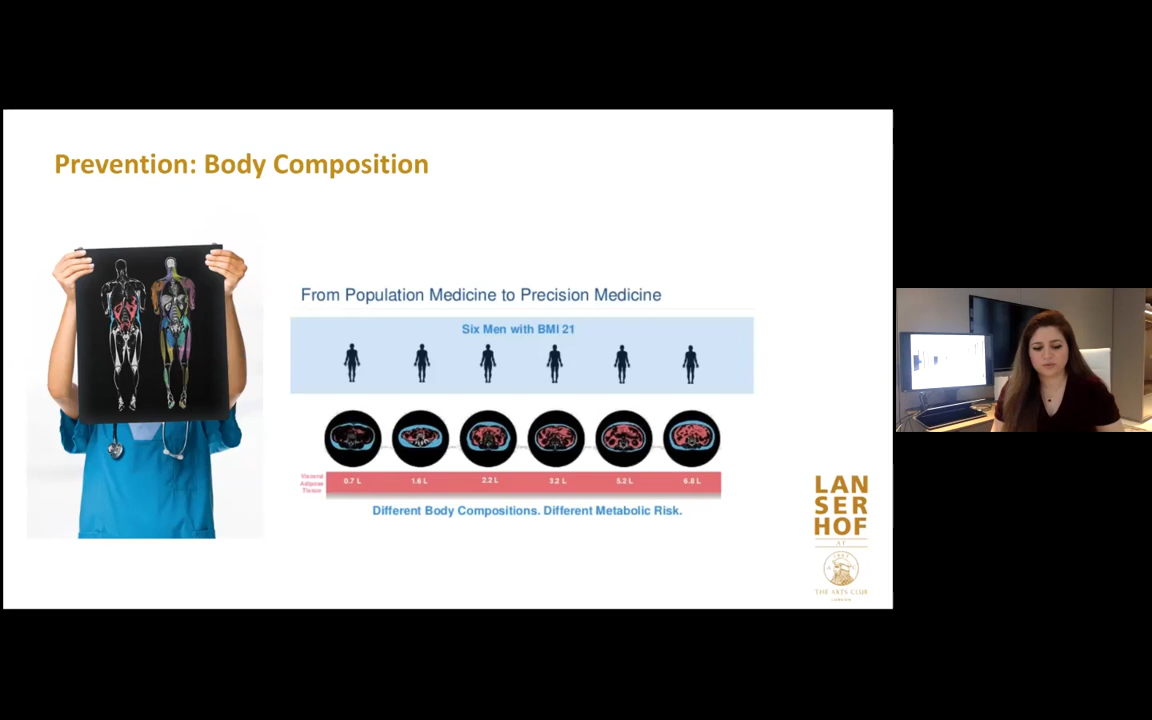 Prevention: Body Composition
From Population Medicine to Precision Medicine
Six Men with BMI 21
Visceral
Adipose
Tissue
0.7 L 1.6 L 2.2 L 3.2 L 5.2 L 6.8 L
Different Body Compositions. Different Metabolic Risk.
LAN
SER
HOF
AT
THE ARTS CLUB
LONDON